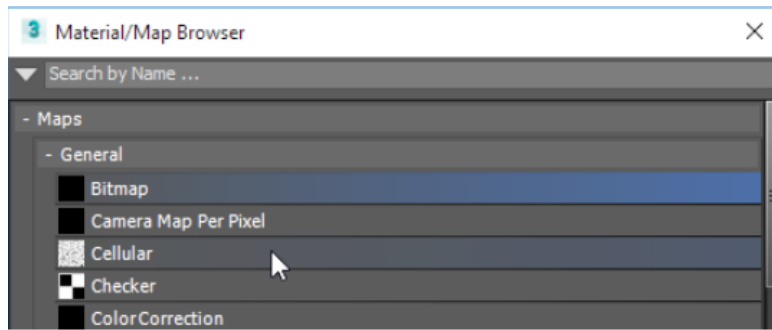 3 Material/Map Browser
Search by Name ...
- Maps
- General
Bitmap
Camera Map Per Pixel
Cellular
Checker
ColorCorrection